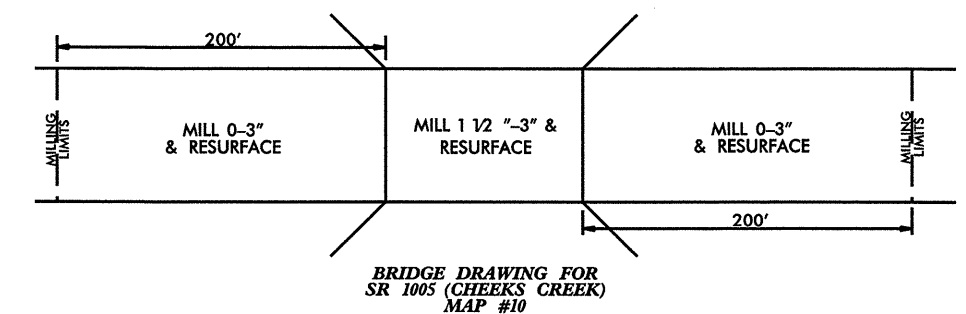 200'
MILLING
LIMITS
MILL 0–3"
& RESURFACE
MILL 1 1/2 "–3" &
RESURFACE
MILL 0–3"
& RESURFACE
MILLING
LIMITS
200'
BRIDGE DRAWING FOR
SR 1005 (CHEEKS CREEK)
MAP #10